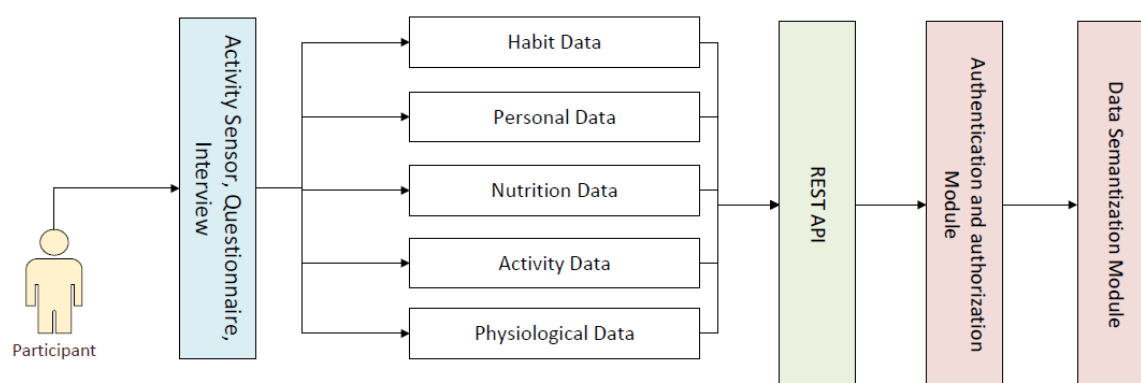 Participant
Activity Sensor, Questionnaire,
Interview
Habit Data
Personal Data
Nutrition Data
Activity Data
Physiological Data
REST API
Authentication and authorization
Module
Data Semantization Module